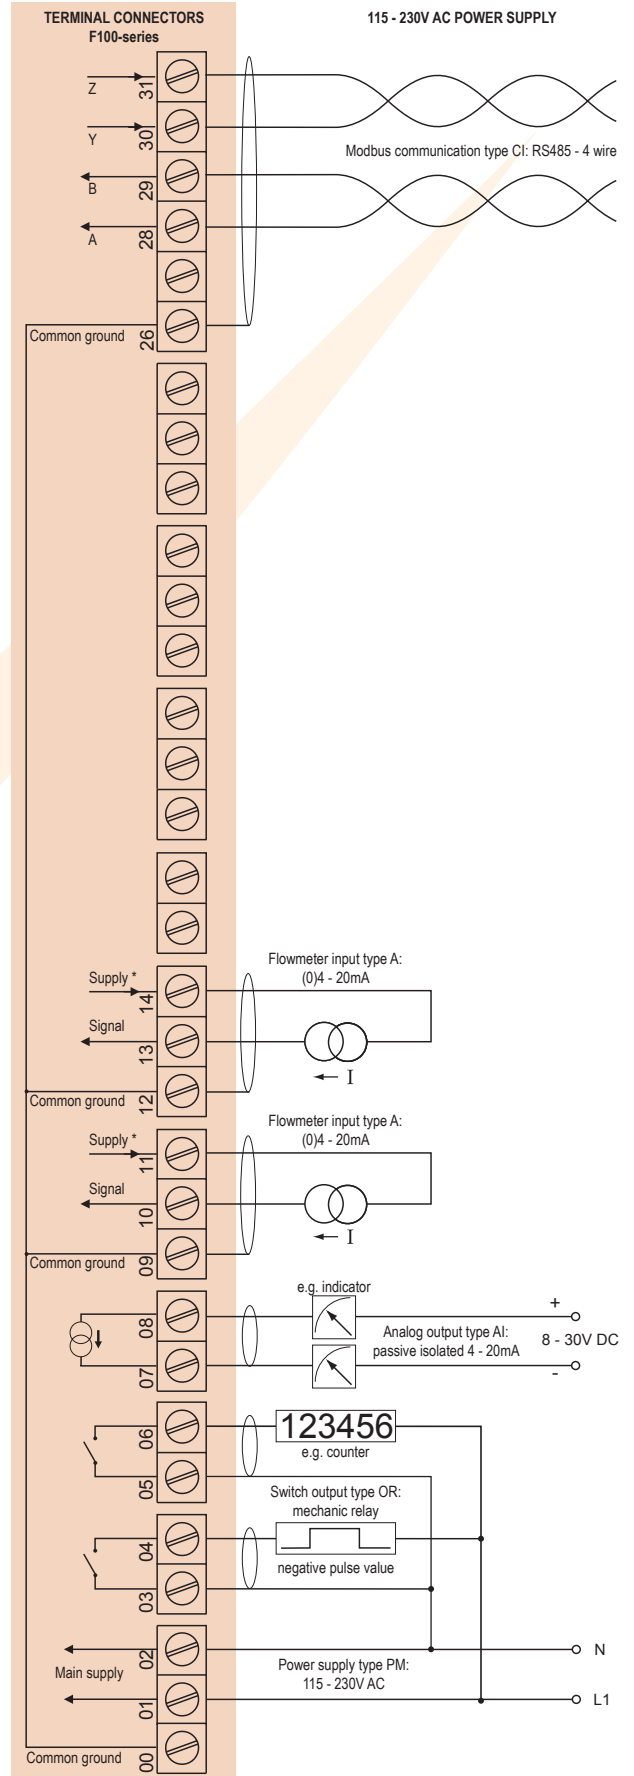 TERMINAL CONNECTORS
F100-series
115 - 230V AC POWER SUPPLY
Z
31
Y
30
Modbus communication type CI: RS485 - 4 wire
B
29
A
28
Common ground
26
Flowmeter input type A:
(0)4 - 20mA
Supply *
14
Signal
13
I
Common ground
12
Flowmeter input type A:
(0)4 - 20mA
Supply *
11
Signal
10
I
Common ground
09
e.g. indicator
08
+
Analog output type AI:
passive isolated 4 - 20mA
8 - 30V DC
07
-
06
123456
e.g. counter
05
Switch output type OR:
mechanic relay
04
negative pulse value
03
02
N
Main supply
Power supply type PM:
115 - 230V AC
01
L1
Common ground
00